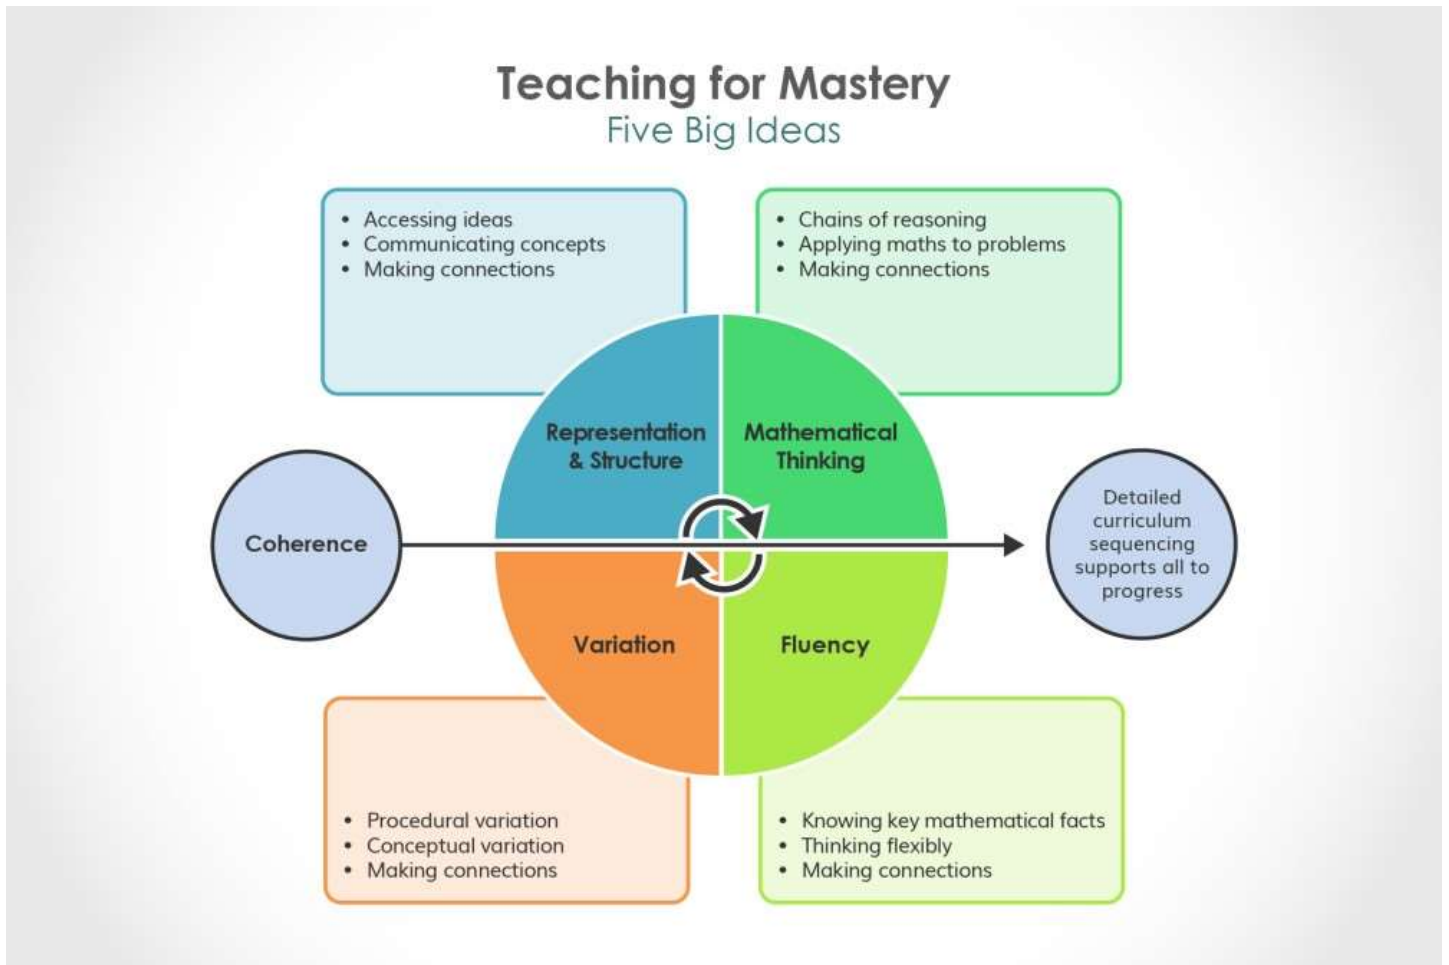 Teaching for Mastery
Five Big Ideas
• Accessing ideas
• Communicating concepts
• Making connections
• Chains of reasoning
• Applying maths to problems
• Making connections
Representation
& Structure
Mathematical
Thinking
Coherence
Detailed
curriculum
sequencing
supports all to
progress
Variation
Fluency
• Procedural variation
• Conceptual variation
• Making connections
• Knowing key mathematical facts
• Thinking flexibly
• Making connections